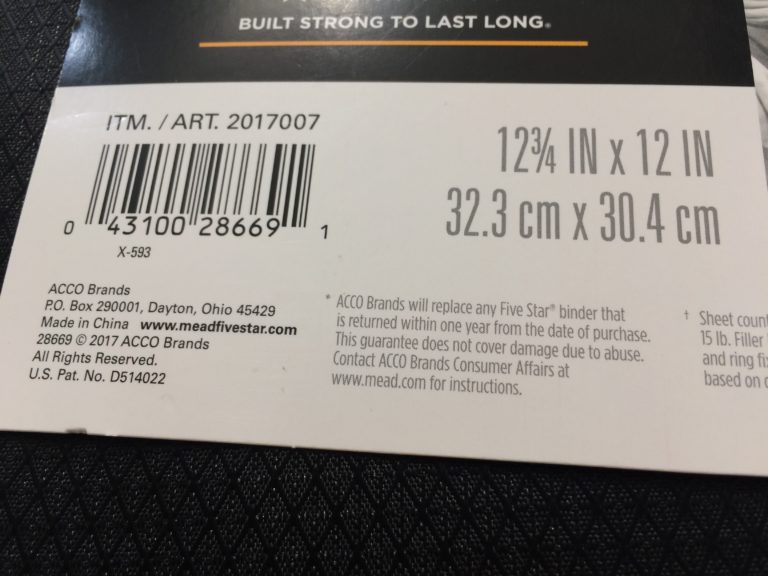 BUILT STRONG TO LAST LONG®
ITM. / ART. 2017007
0 43100 28669 1
X-593
12¾ IN x 12 IN
32.3 cm x 30.4 cm
ACCO Brands
P.O. Box 290001, Dayton, Ohio 45429
Made in China www.meadfivestar.com
28669 © 2017 ACCO Brands
All Rights Reserved.
U.S. Pat. No. D514022
* ACCO Brands will replace any Five Star® binder that
is returned within one year from the date of purchase.
This guarantee does not cover damage due to abuse.
Contact ACCO Brands Consumer Affairs at
www.mead.com for instructions.
† Sheet count
15 lb. Filler
and ring
based on